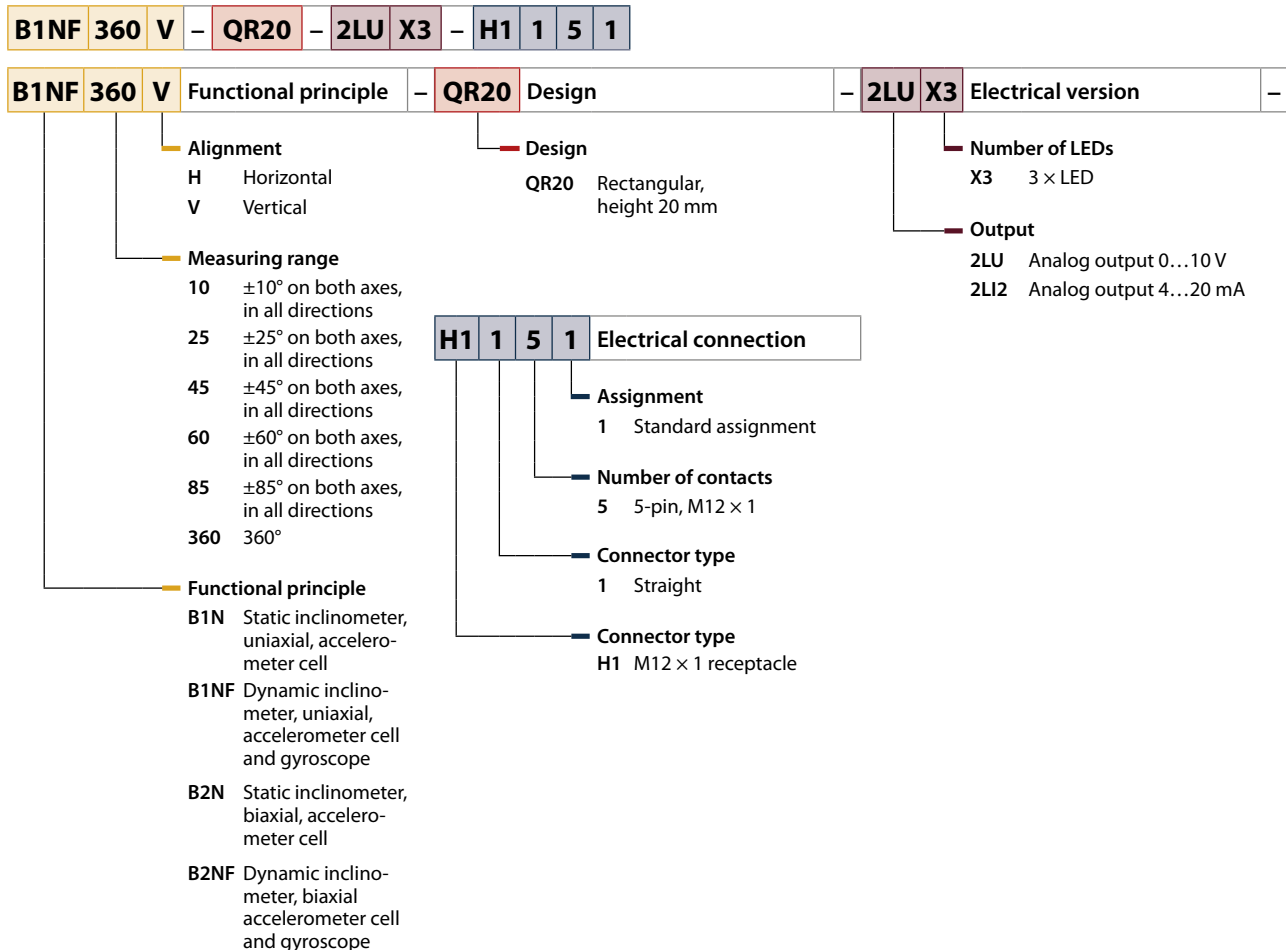 B1NF 360 V – QR20 – 2LU X3 – H1 1 5 1
B1NF 360 V Functional principle – QR20 Design – 2LU X3 Electrical version –
Alignment
H Horizontal
V Vertical
Measuring range
10 ±10° on both axes,
in all directions
25 ±25° on both axes,
in all directions
45 ±45° on both axes,
in all directions
60 ±60° on both axes,
in all directions
85 ±85° on both axes,
in all directions
360 360°
Functional principle
B1N Static inclinometer,
uniaxial, accelero-
meter cell
B1NF Dynamic inclino-
meter, uniaxial,
accelerometer cell
and gyroscope
B2N Static inclinometer,
biaxial, accelero-
meter cell
B2NF Dynamic inclino-
meter, biaxial
accelerometer cell
and gyroscope
Design
QR20 Rectangular,
height 20 mm
Number of LEDs
X3 3 × LED
Output
2LU Analog output 0…10 V
2LI2 Analog output 4…20 mA
H1 1 5 1 Electrical connection
Assignment
1 Standard assignment
Number of contacts
5 5-pin, M12 × 1
Connector type
1 Straight
Connector type
H1 M12 × 1 receptacle